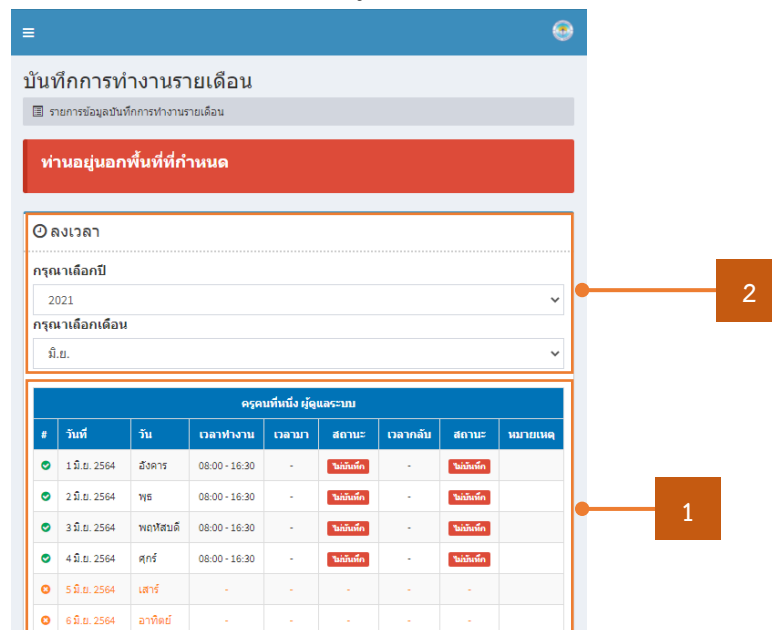 บันทึกการทำงานรายเดือน
รายการข้อมูลบันทึกการทำงานรายเดือน
ท่านอยู่นอกพื้นที่ที่กำหนด
ลงเวลา
กรุณาเลือกปี
2021
2
กรุณาเลือกเดือน
มิ.ย.
ครูคนที่หนึ่ง ผู้ดูแลระบบ
# วันที่ วัน เวลาทำงาน เวลามา สถานะ เวลากลับ สถานะ หมายเหตุ
1 มิ.ย. 2564 อังคาร 08:00 - 16:30 - ไม่บันทึก - ไม่บันทึก
2 มิ.ย. 2564 พุธ 08:00 - 16:30 - ไม่บันทึก - ไม่บันทึก
3 มิ.ย. 2564 พฤหัสบดี 08:00 - 16:30 - ไม่บันทึก - ไม่บันทึก
1
4 มิ.ย. 2564 ศุกร์ 08:00 - 16:30 - ไม่บันทึก - ไม่บันทึก
5 มิ.ย. 2564 เสาร์ - - - - -
6 มิ.ย. 2564 อาทิตย์ - - - - -